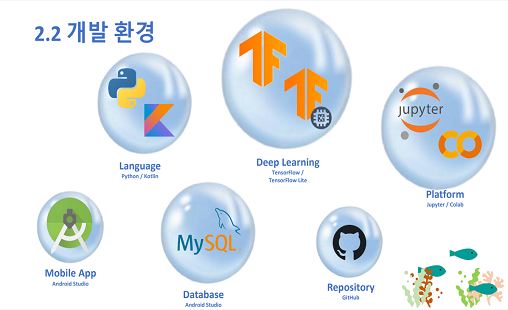 2.2 개발 환경
Language
Python / Kotlin
Deep Learning
TensorFlow /
TensorFlow Lite
jupyter
CO
Platform
Jupyter / Colab
Mobile App
Android Studio
MySQL
Database
Android Studio
Repository
GitHub